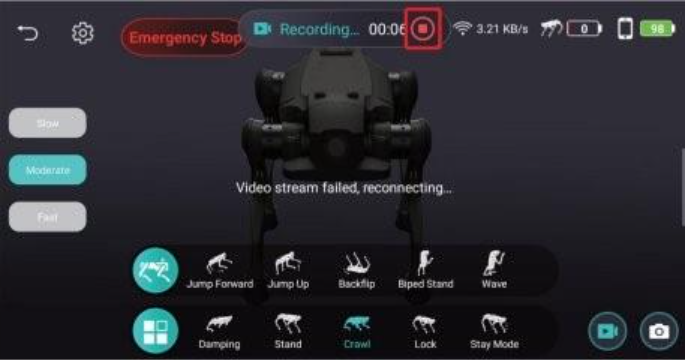 Emergency Stop
Recording... 00:06
3.21 KB/s
0
98
Slow
Moderate
Fast
Video stream failed, reconnecting...
Jump Forward
Jump Up
Backflip
Biped Stand
Wave
Damping
Stand
Crawl
Lock
Stay Mode